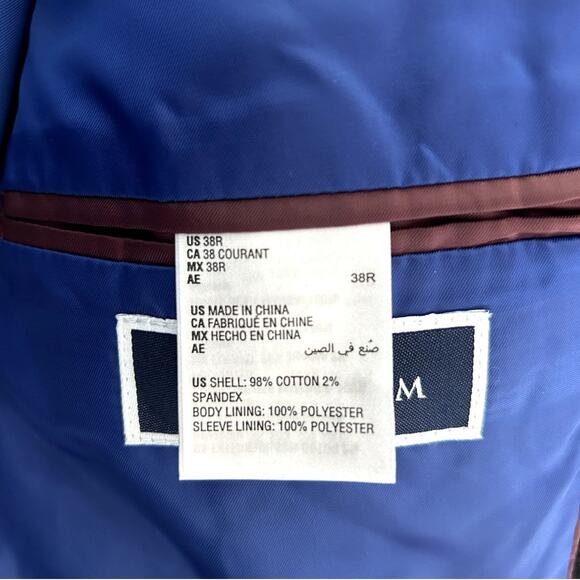 US 38R
CA 38 COURANT
MX 38R
AE 38R
US MADE IN CHINA
CA FABRIQUÉ EN CHINE
MX HECHO EN CHINA
AE صُنع في الصين
US SHELL: 98% COTTON 2%
SPANDEX
BODY LINING: 100% POLYESTER
SLEEVE LINING: 100% POLYESTER
M